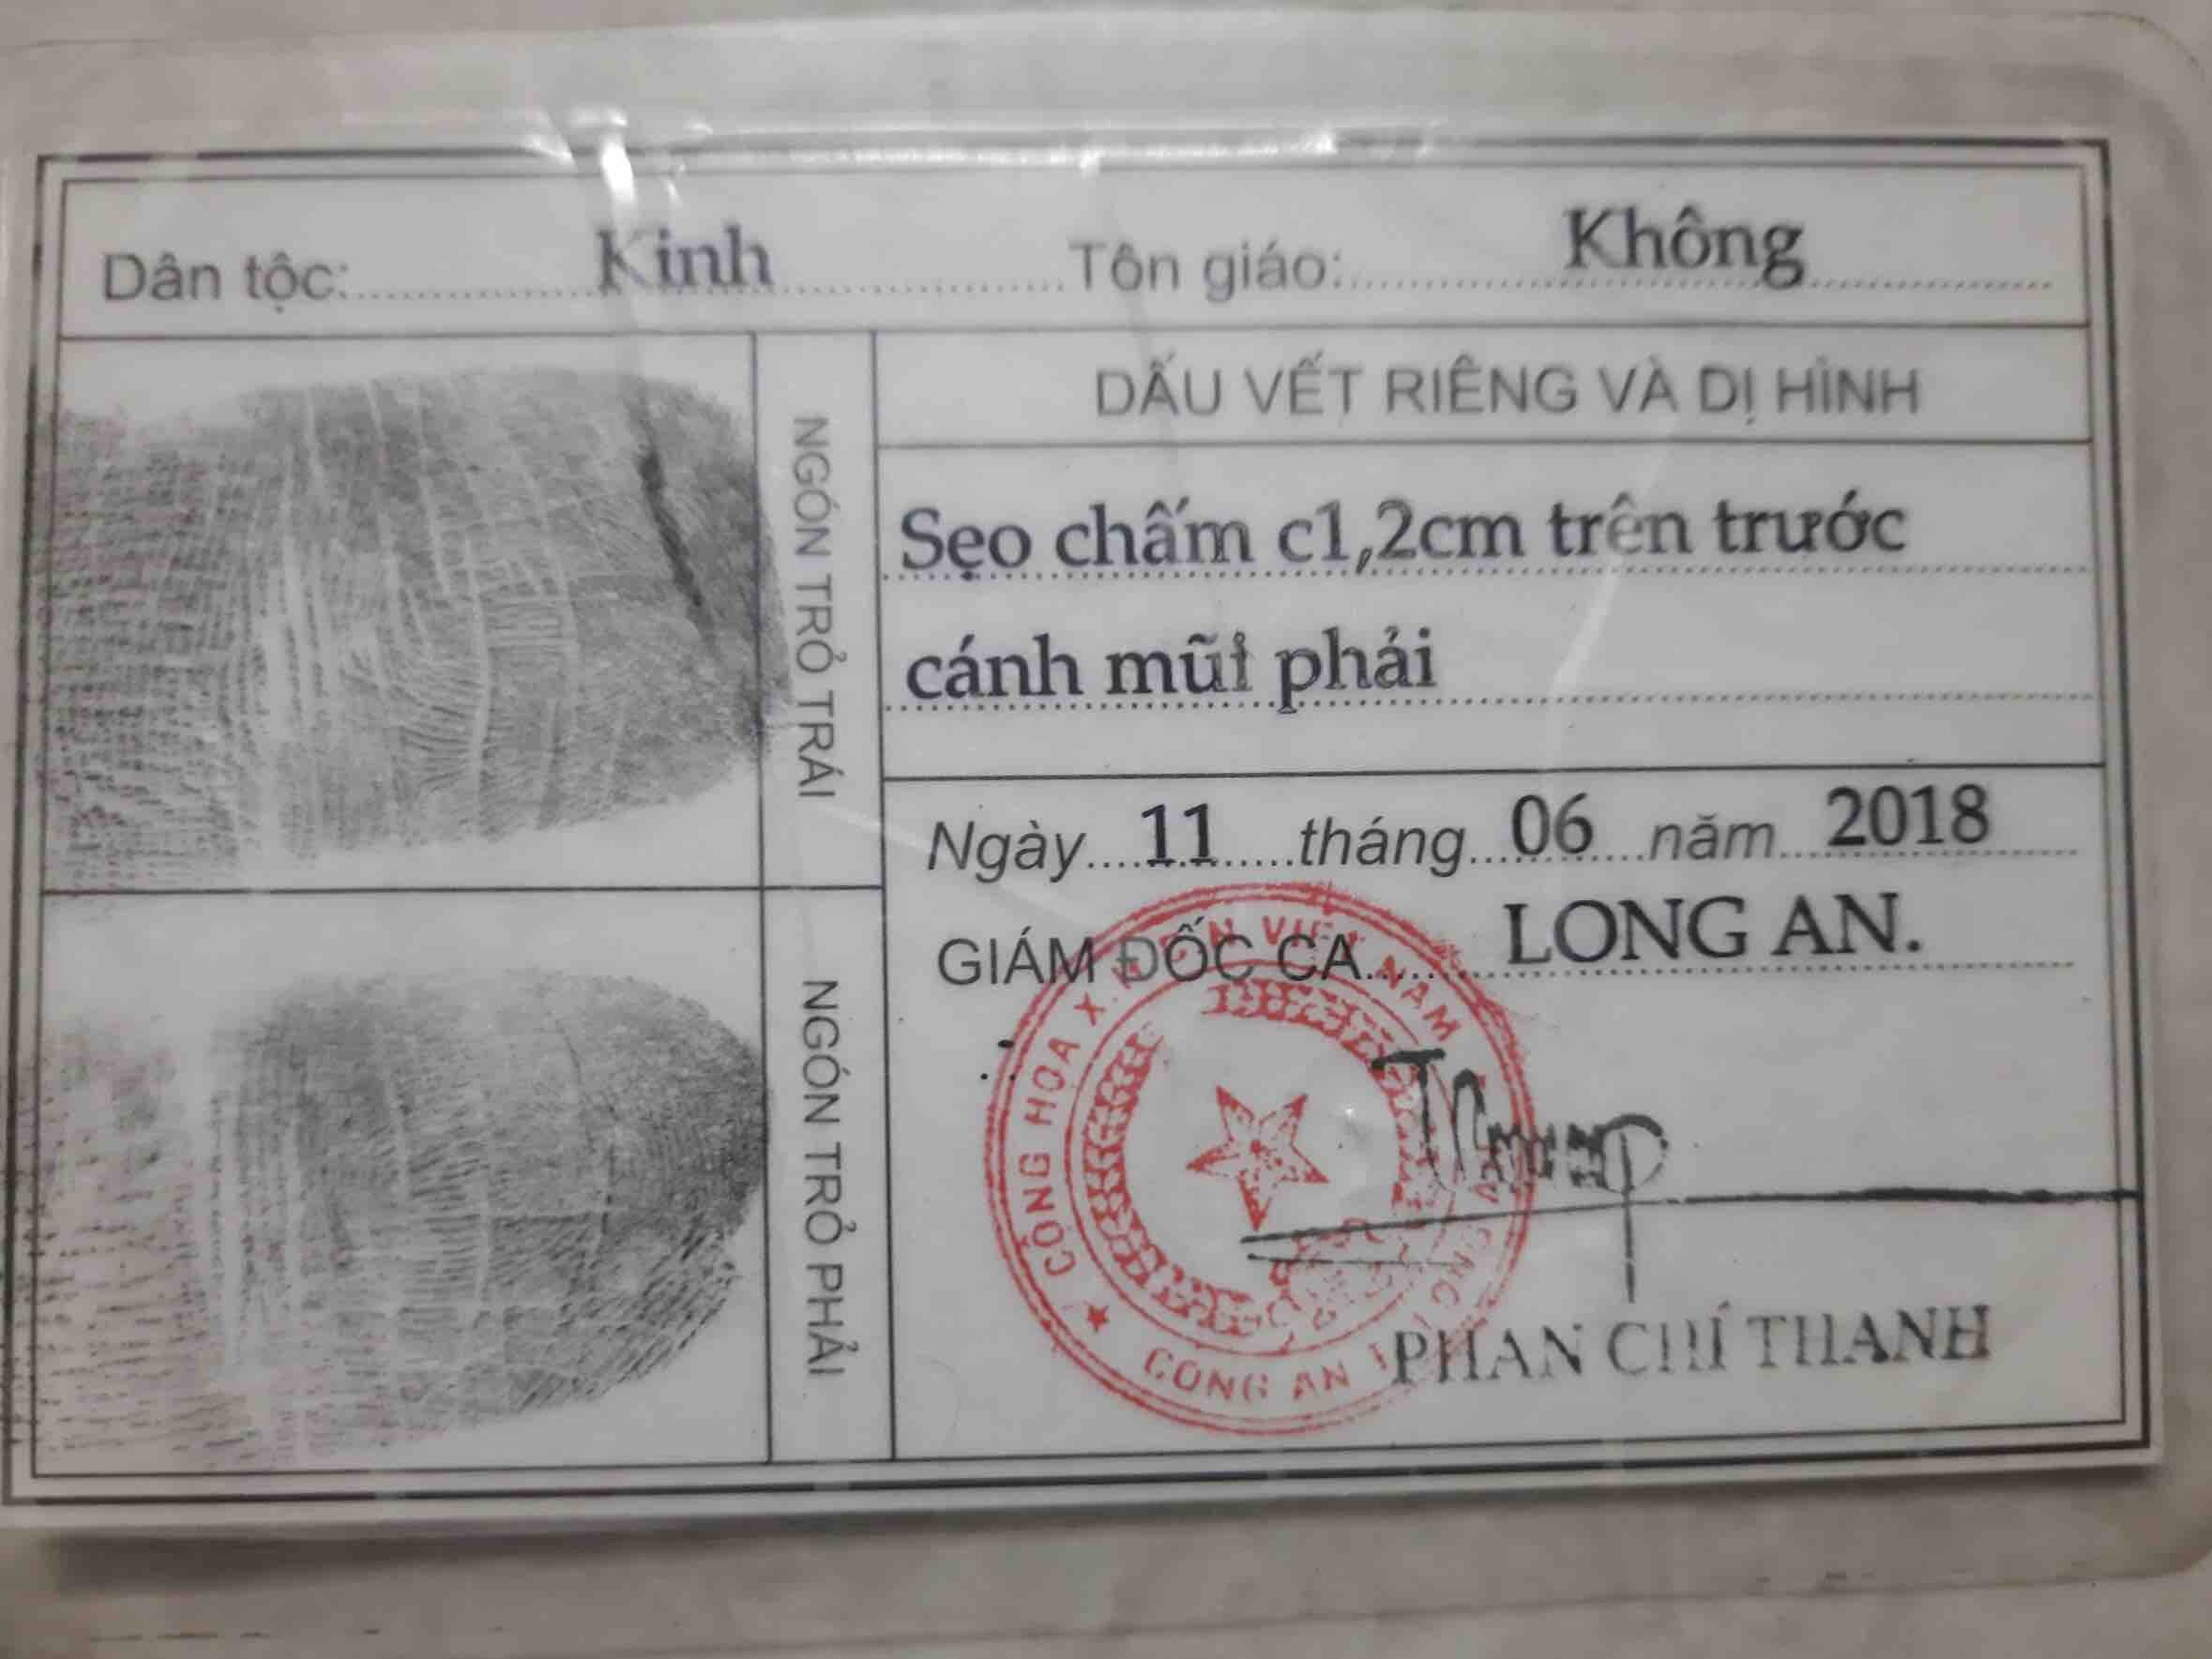 Dân tộc: Kinh Tôn giáo: Không
NGÓN TRỎ TRÁI
DẤU VẾT RIÊNG VÀ DỊ HÌNH
Sẹo chấm c1,2cm trên trước
cánh mũi phải
Ngày 11 tháng 06 năm 2018
GIÁM ĐỐC CA LONG AN.
NGÓN TRỎ PHẢI
CÔNG HOA X NAM
CÔNG AN
PHAN CHÍ THANH